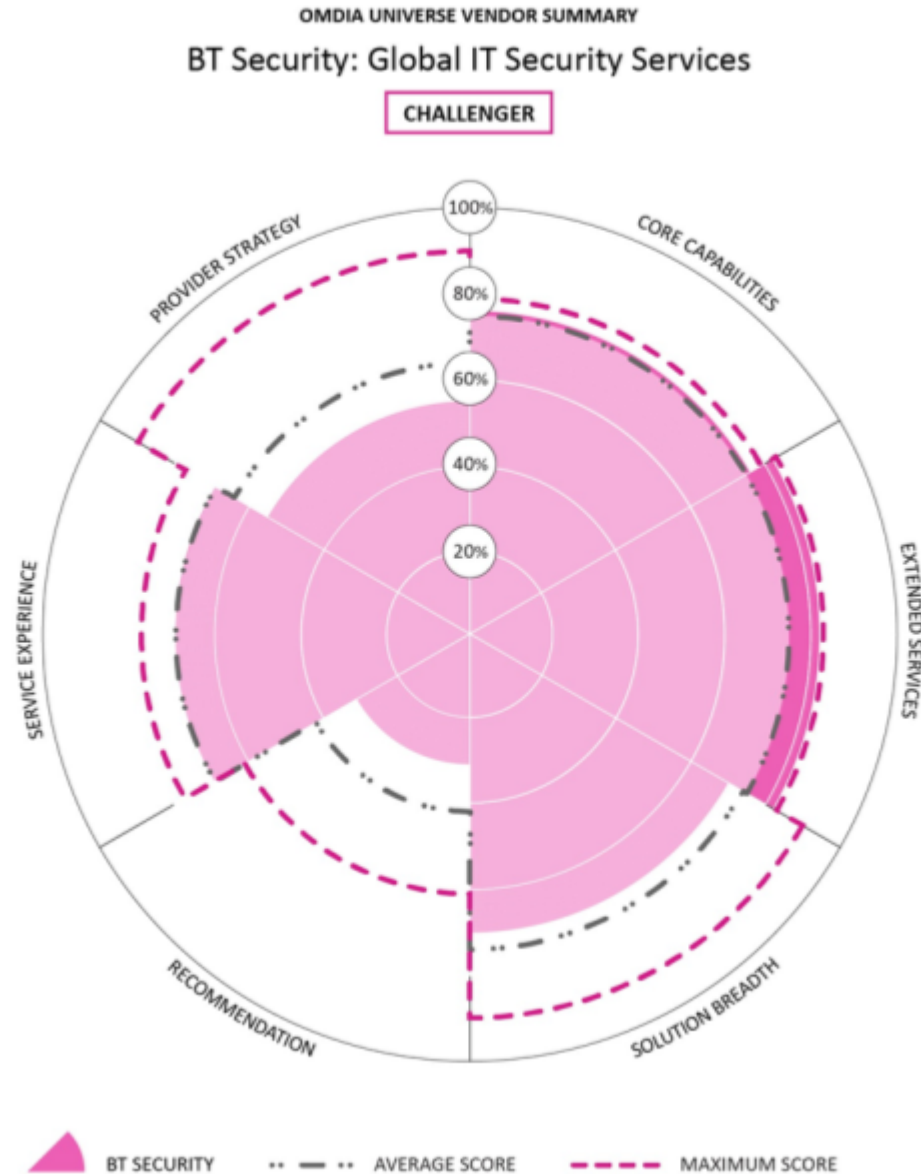 OMDIA UNIVERSE VENDOR SUMMARY
BT Security: Global IT Security Services
CHALLENGER
100%
PROVIDER STRATEGY
CORE CAPABILITIES
80%
60%
40%
20%
SERVICE EXPERIENCE
EXTENDED SERVICES
RECOMMENDATION
SOLUTION BREADTH
BT SECURITY
AVERAGE SCORE
MAXIMUM SCORE